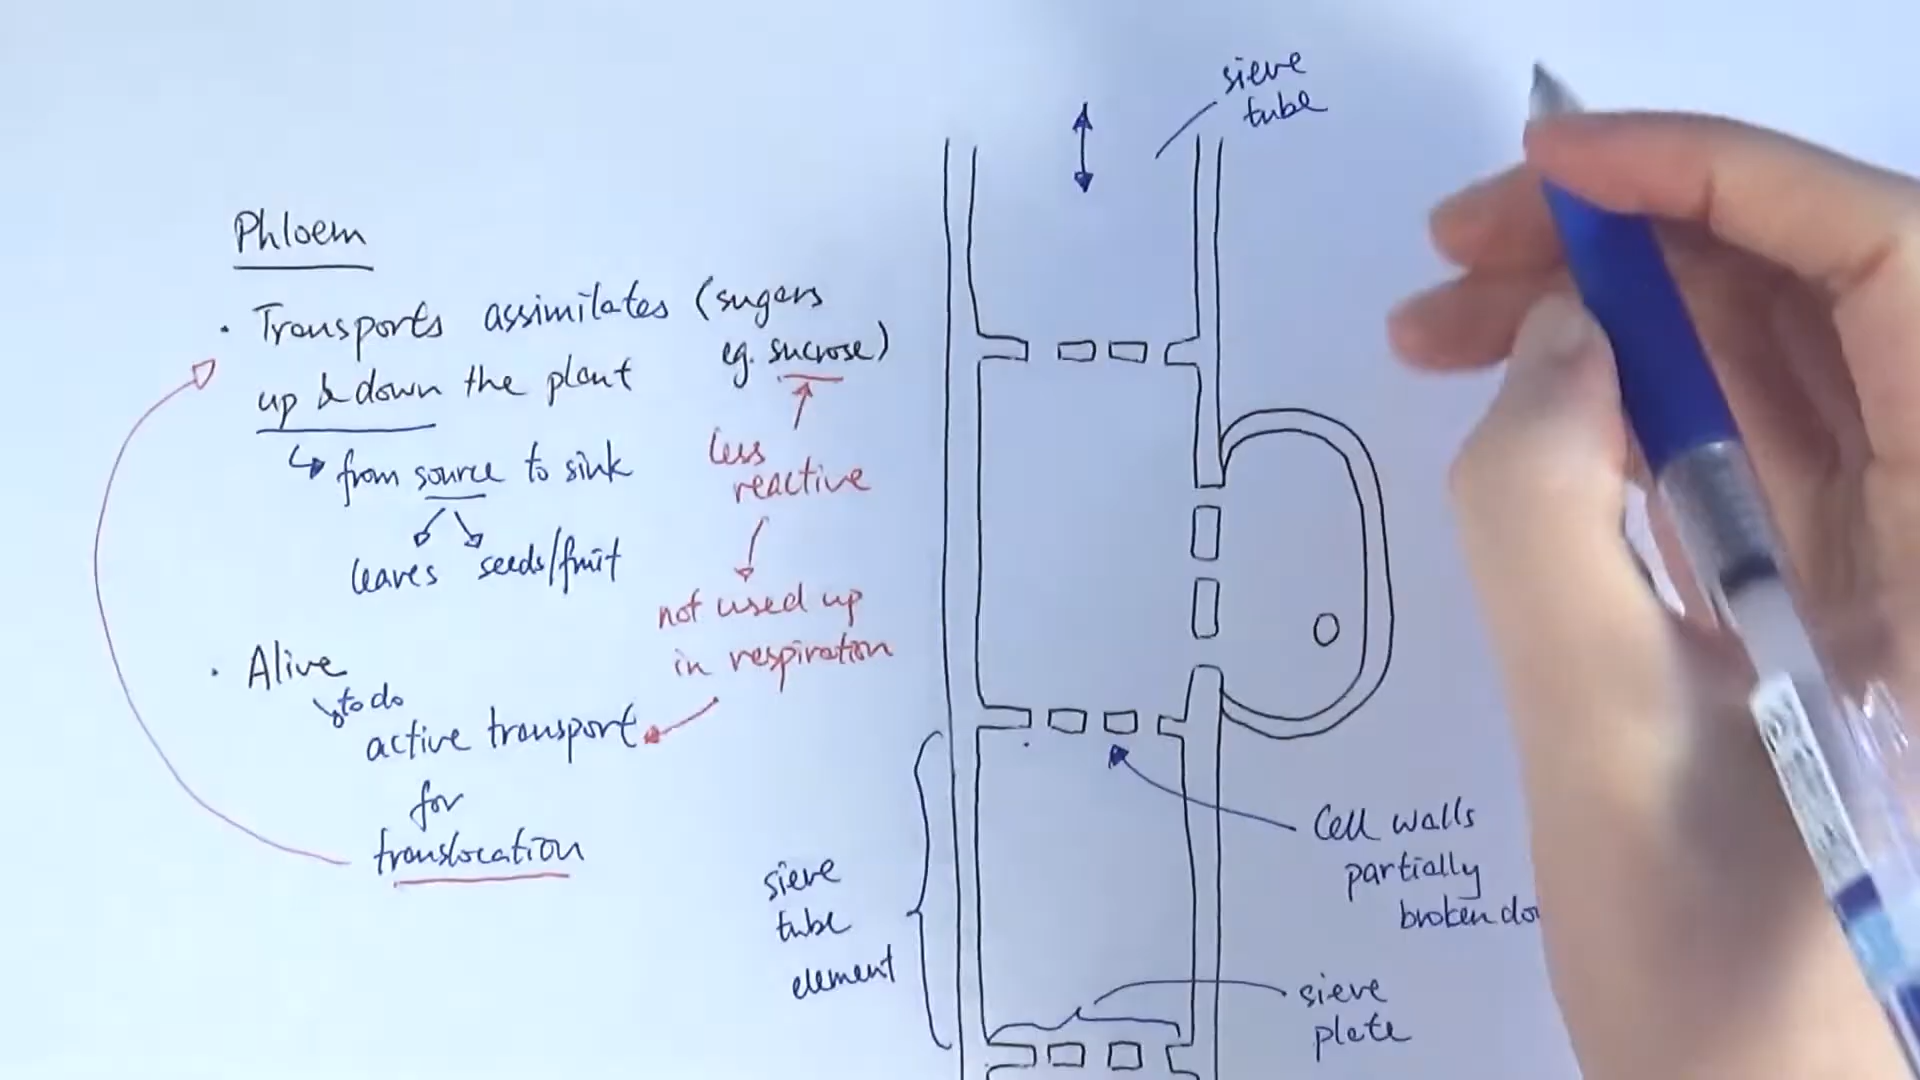 Phloem
· Transports assimilates (sugars
eg. sucrose)
up & down the plant
↳ from source to sink
leaves seeds/fruit
less
reactive
not used up
in respiration
· Alive
to do
active transport
for
translocation
sieve
tube
sieve
tube
element
Cell walls
partially
broken do
sieve
plate